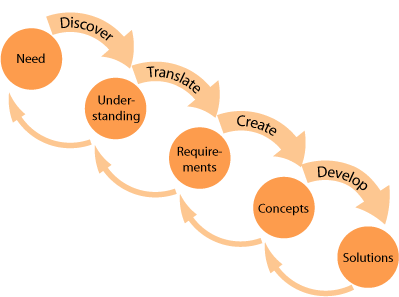 Discover
Need
Translate
Under-
standing
Create
Require-
ments
Develop
Concepts
Solutions